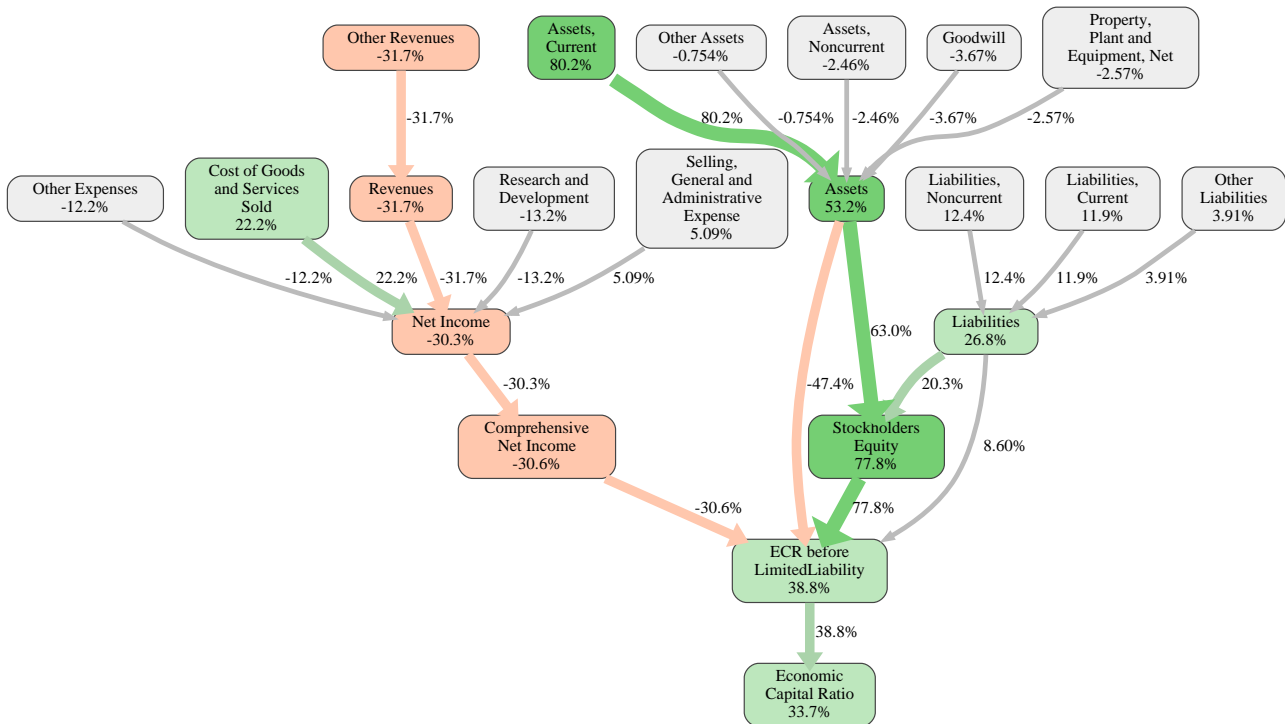 Other Revenues
-31.7%
Assets,
Current
80.2%
Other Assets
-0.754%
Assets,
Noncurrent
-2.46%
Goodwill
-3.67%
Property,
Plant and
Equipment, Net
-2.57%
-31.7%
80.2%
-0.754%
-2.46%
-3.67%
-2.57%
Other Expenses
-12.2%
Cost of Goods
and Services
Sold
22.2%
Revenues
-31.7%
Research and
Development
-13.2%
Selling,
General and
Administrative
Expense
5.09%
Assets
53.2%
Liabilities,
Noncurrent
12.4%
Liabilities,
Current
11.9%
Other
Liabilities
3.91%
-12.2%
22.2%
-31.7%
-13.2%
5.09%
12.4%
11.9%
3.91%
Net Income
-30.3%
63.0%
Liabilities
26.8%
-30.3%
-47.4%
20.3%
Comprehensive
Net Income
-30.6%
Stockholders
Equity
77.8%
8.60%
-30.6%
77.8%
ECR before
LimitedLiability
38.8%
38.8%
Economic
Capital Ratio
33.7%